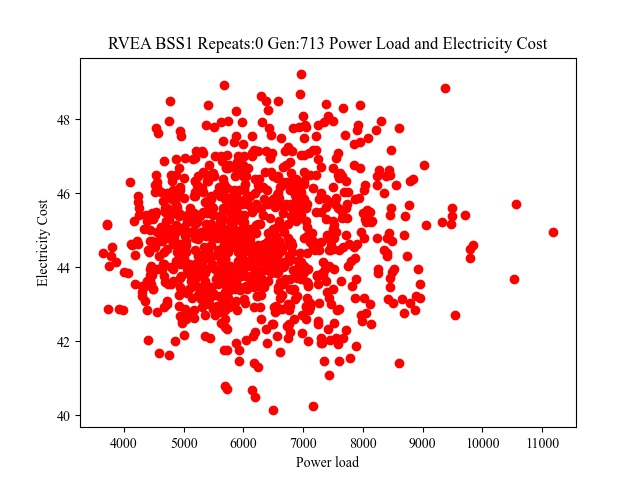 RVEA BSS1 Repeats:0 Gen:713 Power Load and Electricity Cost
48
46
44
42
40
Electricity Cost
4000 5000 6000 7000 8000 9000 10000 11000
Power load